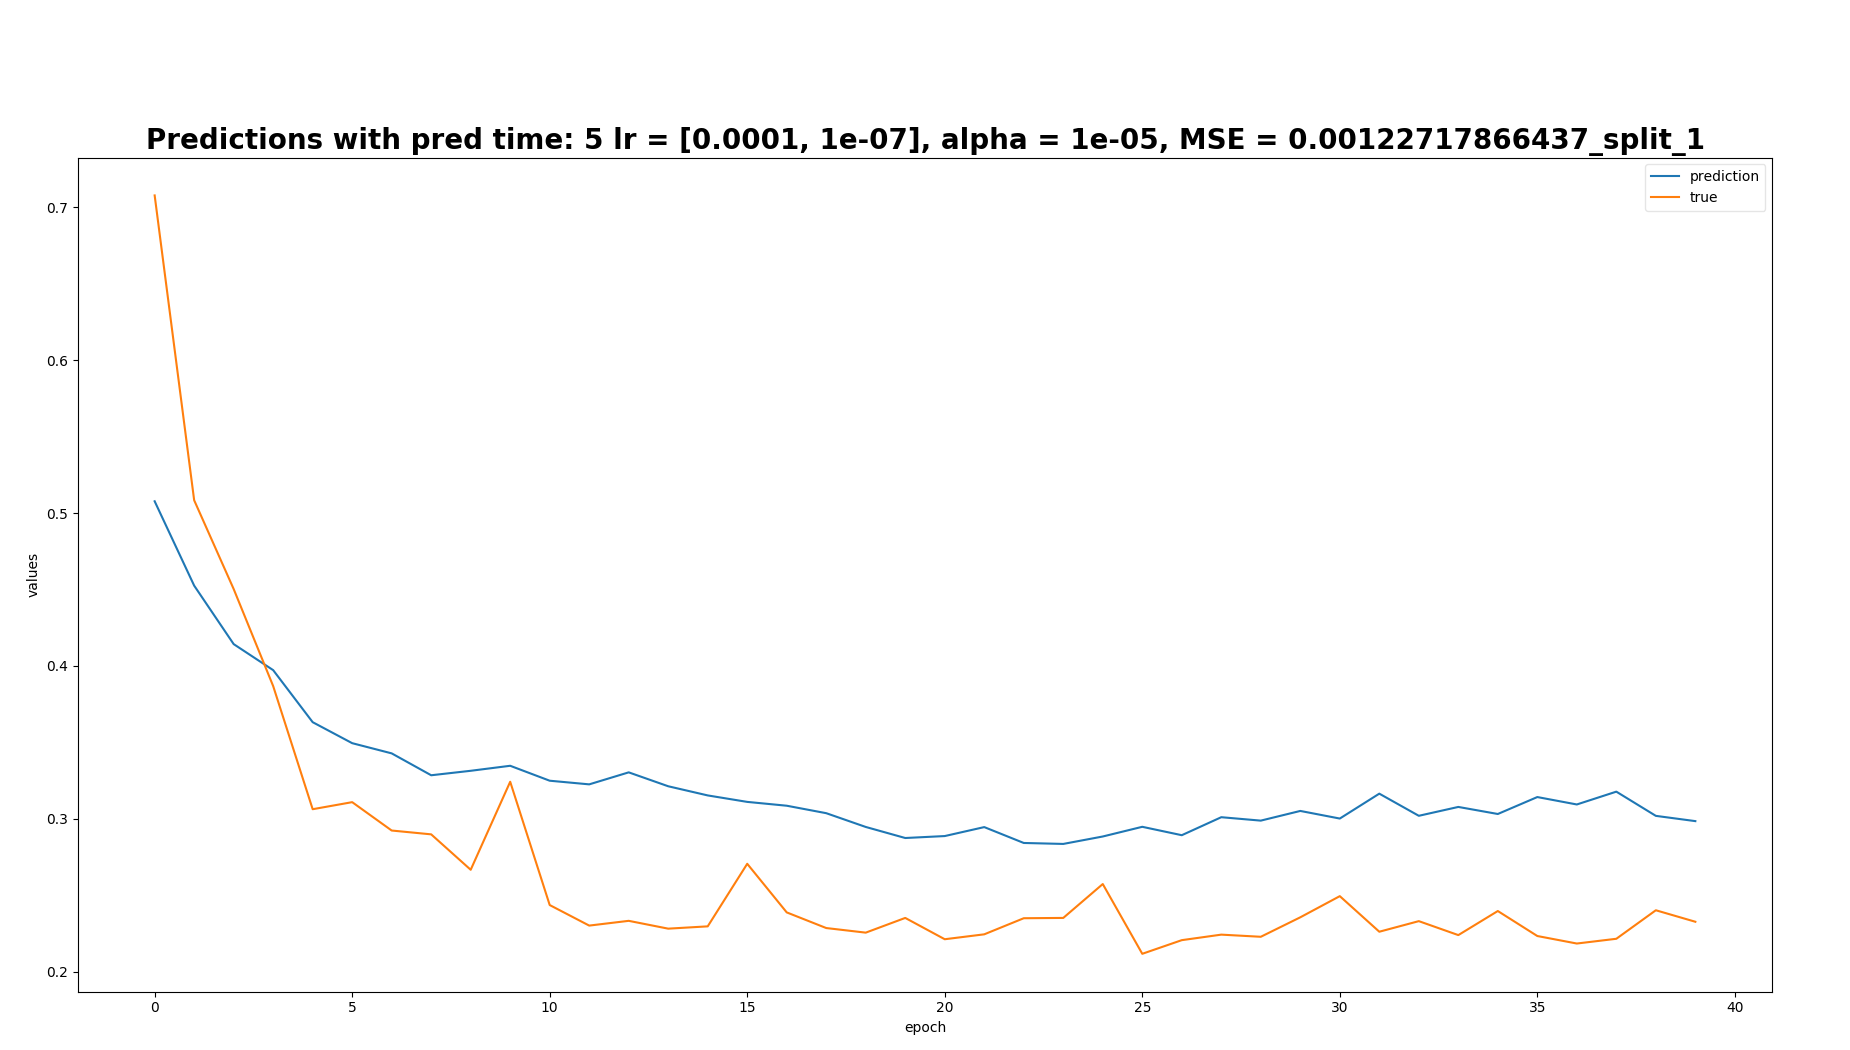 Predictions with pred time: 5 lr = [0.0001, 1e-07], alpha = 1e-05, MSE = 0.00122717866437_split_1
prediction
true
0.7
0.6
0.5
0.4
0.3
0.2
values
0 5 10 15 20 25 30 35 40
epoch